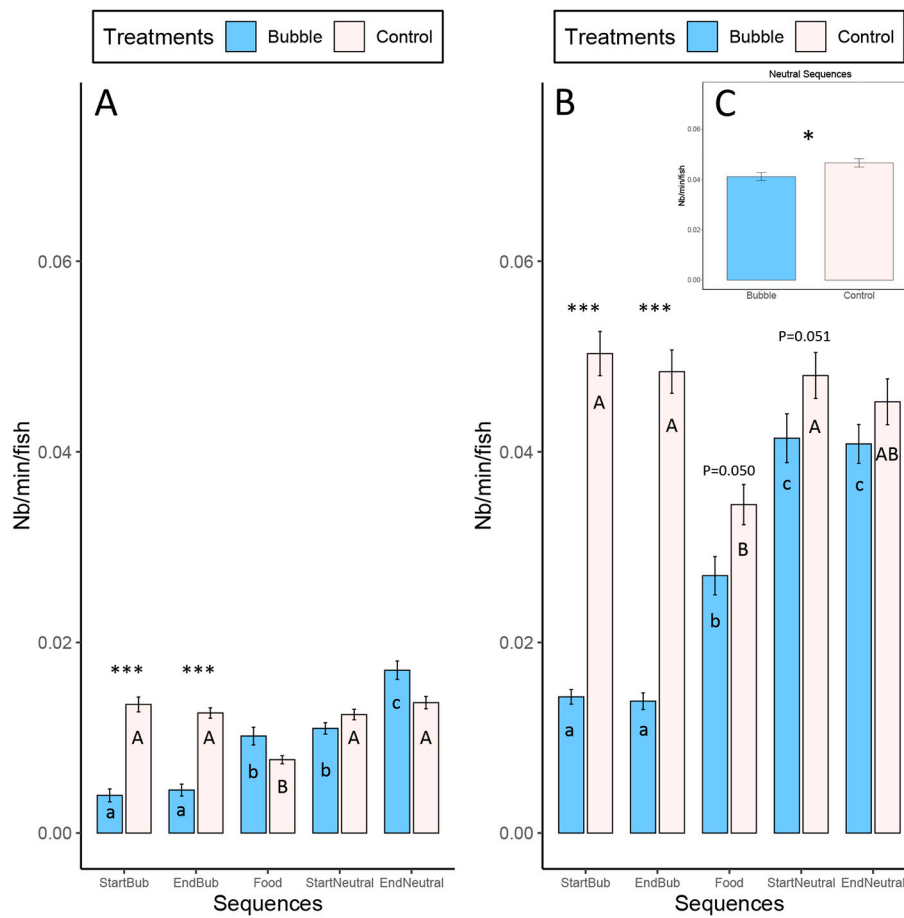 Treatments Bubble Control
A
Nb/min/fish
0.06
0.04
0.02
0.00
***
***
a
A
a
A
b
B
b
A
c
A
StartBub EndBub Food StartNeutral EndNeutral
Sequences
Treatments Bubble Control
B
Nb/min/fish
0.06
0.04
0.02
0.00
***
***
P=0.050
P=0.051
a
A
a
A
b
B
c
A
c
AB
StartBub EndBub Food StartNeutral EndNeutral
Sequences
Neutral Sequences
C
*
Nb/min/fish
0.06
0.04
0.02
0.00
Bubble Control